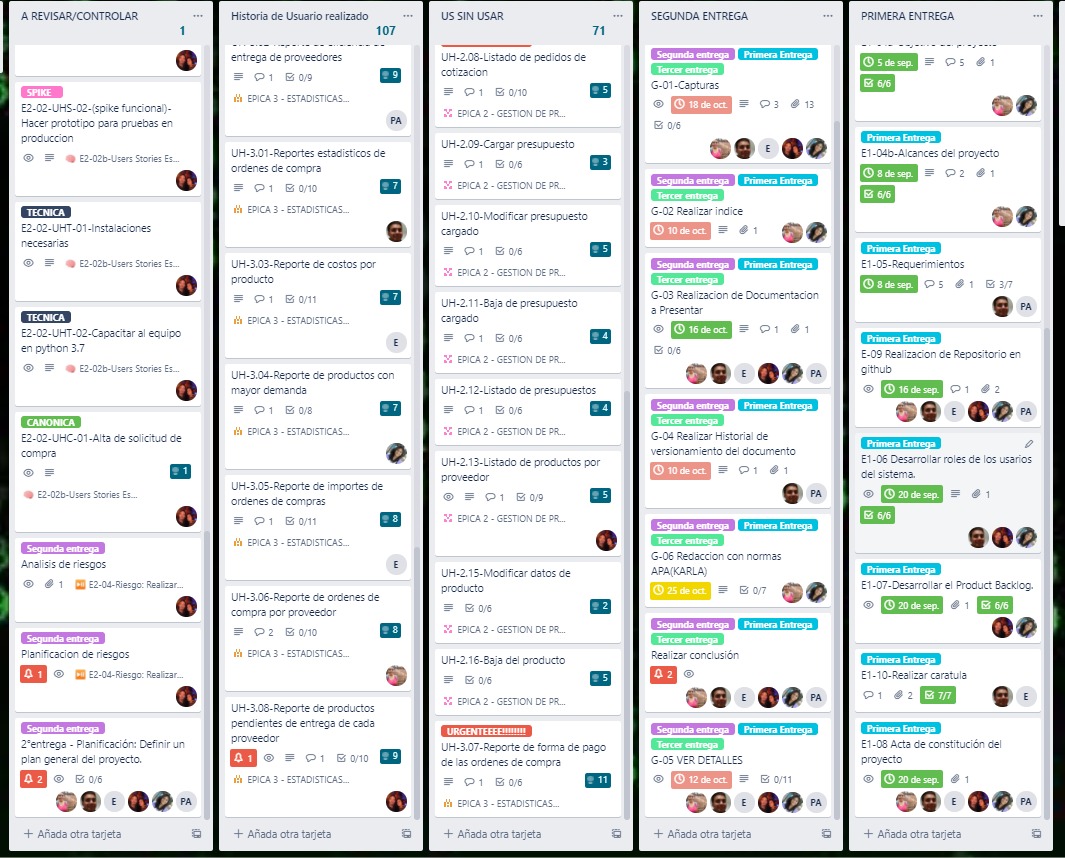 A REVISAR/CONTROLAR
1
SPIKE
E2-02-UHS-02-(spike funcional)-
Hacer prototipo para pruebas en
produccion
E2-02b-Users Stories Es...
TECNICA
E2-02-UHT-01-Instalaciones
necesarias
E2-02b-Users Stories Es...
TECNICA
E2-02-UHT-02-Capacitar al equipo
en python 3.7
E2-02b-Users Stories Es...
CANONICA
E2-02-UHC-01-Alta de solicitud de
compra
1
E2-02b-Users Stories Es...
Segunda entrega
Analisis de riesgos
1 E2-04-Riesgo: Realizar...
Segunda entrega
Planificacion de riesgos
1 E2-04-Riesgo: Realizar...
Segunda entrega
2°entrega - Planificación: Definir un
plan general del proyecto.
2 0/6
E PA
+ Añada otra tarjeta
Historia de Usuario realizado
107
entrega de proveedores
1 0/9 9
EPICA 3 - ESTADISTICAS...
PA
UH-3.01-Reportes estadisticos de
ordenes de compra
1 0/10 7
EPICA 3 - ESTADISTICAS...
UH-3.03-Reporte de costos por
producto
1 0/11 7
EPICA 3 - ESTADISTICAS...
E
UH-3.04-Reporte de productos con
mayor demanda
1 0/8 7
EPICA 3 - ESTADISTICAS...
UH-3.05-Reporte de importes de
ordenes de compras
1 0/11 8
EPICA 3 - ESTADISTICAS...
E
UH-3.06-Reporte de ordenes de
compra por proveedor
2 0/10 8
EPICA 3 - ESTADISTICAS...
UH-3.08-Reporte de productos
pendientes de entrega de cada
proveedor
1 1 0/10 9
EPICA 3 - ESTADISTICAS...
+ Añada otra tarjeta
US SIN USAR
71
UH-2.08-Listado de pedidos de
cotizacion
1 0/10 5
EPICA 2 - GESTION DE PR...
UH-2.09-Cargar presupuesto
1 0/6 3
EPICA 2 - GESTION DE PR...
UH-2.10-Modificar presupuesto
cargado
1 0/6 5
EPICA 2 - GESTION DE PR...
UH-2.11-Baja de presupuesto
cargado
1 0/6 4
EPICA 2 - GESTION DE PR...
UH-2.12-Listado de presupuestos
1 0/6 4
EPICA 2 - GESTION DE PR...
UH-2.13-Listado de productos por
proveedor
1 0/9 5
EPICA 2 - GESTION DE PR...
UH-2.15-Modificar datos de
producto
0/6 2
EPICA 2 - GESTION DE PR...
UH-2.16-Baja del producto
0/6 5
EPICA 2 - GESTION DE PR...
URGENTEEEE!!!!!!!!
UH-3.07-Reporte de forma de pago
de las ordenes de compra
1 0/6 11
EPICA 3 - ESTADISTICAS...
+ Añada otra tarjeta
SEGUNDA ENTREGA
Segunda entrega Primera Entrega
Tercer entrega
G-01-Capturas
18 de oct. 3 13
0/6
E
Segunda entrega Primera Entrega
Tercer entrega
G-02 Realizar indice
10 de oct. 1
Segunda entrega Primera Entrega
Tercer entrega
G-03 Realizacion de Documentacion
a Presentar
16 de oct. 1 1
0/6
E PA
Segunda entrega Primera Entrega
Tercer entrega
G-04 Realizar Historial de
versionamiento del documento
10 de oct. 1 1
PA
Segunda entrega Primera Entrega
Tercer entrega
G-06 Redaccion con normas
APA(KARLA)
25 de oct. 0/7
Segunda entrega Primera Entrega
Tercer entrega
Realizar conclusión
2
E PA
Segunda entrega Primera Entrega
Tercer entrega
G-05 VER DETALLES
12 de oct. 0/11
E PA
+ Añada otra tarjeta
PRIMERA ENTREGA
5 de sep. 5 1
6/6
Primera Entrega
E1-04b-Alcances del proyecto
8 de sep. 2 1
6/6
Primera Entrega
E1-05-Requerimientos
8 de sep. 5 1 3/7
PA
Primera Entrega
E-09 Realizacion de Repositorio en
github
16 de sep. 1 2
E PA
Primera Entrega
E1-06 Desarrollar roles de los usarios
del sistema.
20 de sep. 1
6/6
Primera Entrega
E1-07-Desarrollar el Product Backlog.
20 de sep. 1 6/6
Primera Entrega
E1-10-Realizar caratula
1 2 7/7
E
Primera Entrega
E1-08 Acta de constitución del
proyecto
20 de sep. 1
E PA
+ Añada otra tarjeta